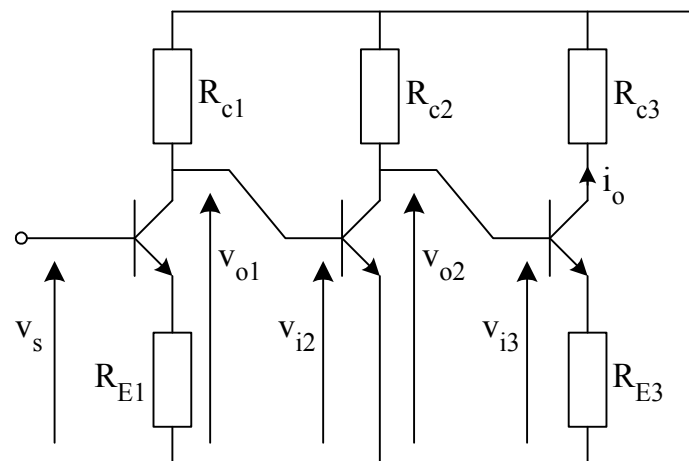 R_c1
R_c2
R_c3
i_o
v_o1
v_o2
v_s
v_i2
v_i3
R_E1
R_E3